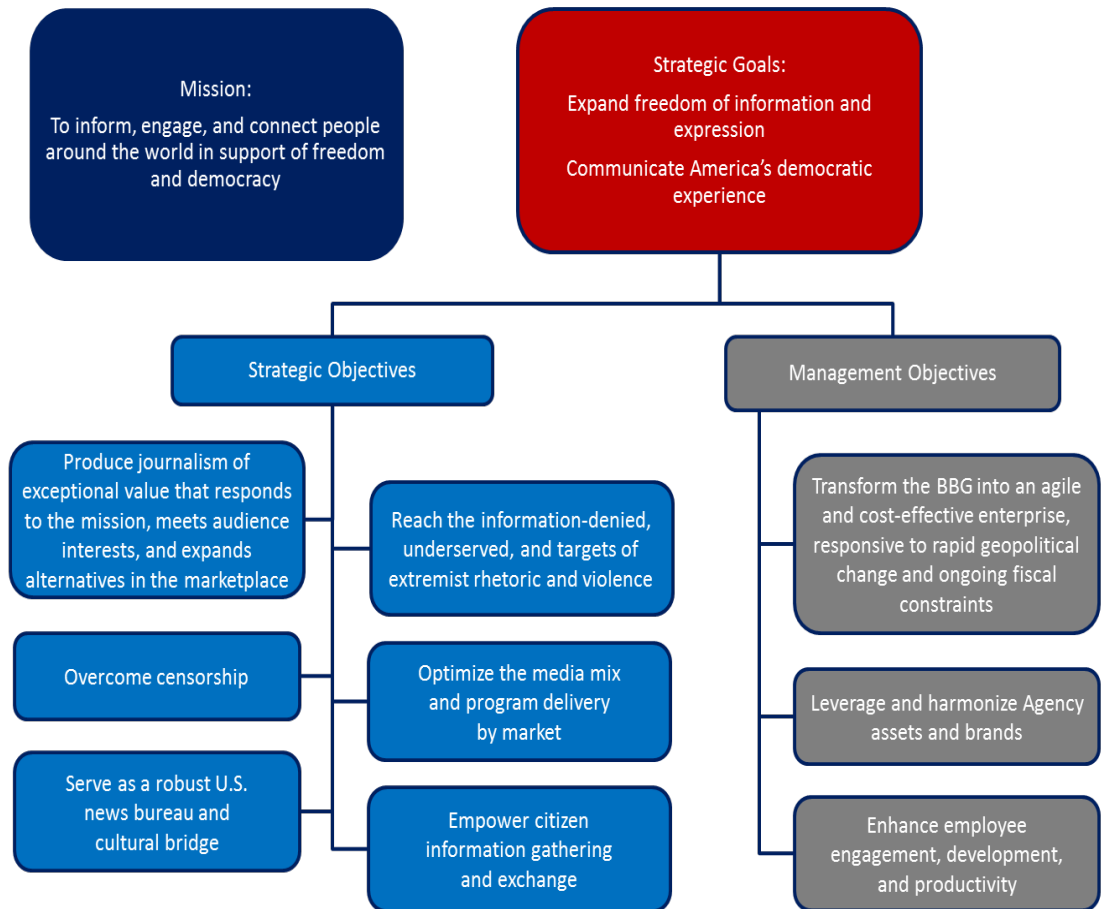 Mission:
To inform, engage, and connect people
around the world in support of freedom
and democracy
Strategic Goals:
Expand freedom of information and
expression
Communicate America’s democratic
experience
Strategic Objectives
Management Objectives
Produce journalism of
exceptional value that responds
to the mission, meets audience
interests, and expands
alternatives in the marketplace
Reach the information-denied,
underserved, and targets of
extremist rhetoric and violence
Overcome censorship
Optimize the media mix
and program delivery
by market
Serve as a robust U.S.
news bureau and
cultural bridge
Empower citizen
information gathering
and exchange
Transform the BBG into an agile
and cost-effective enterprise,
responsive to rapid geopolitical
change and ongoing fiscal
constraints
Leverage and harmonize Agency
assets and brands
Enhance employee
engagement, development,
and productivity